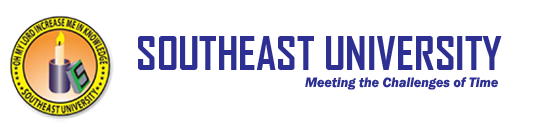 OH MY LORD INCREASE ME IN KNOWLEDGE
SOUTHEAST UNIVERSITY
SOUTHEAST UNIVERSITY
Meeting the Challenges of Time